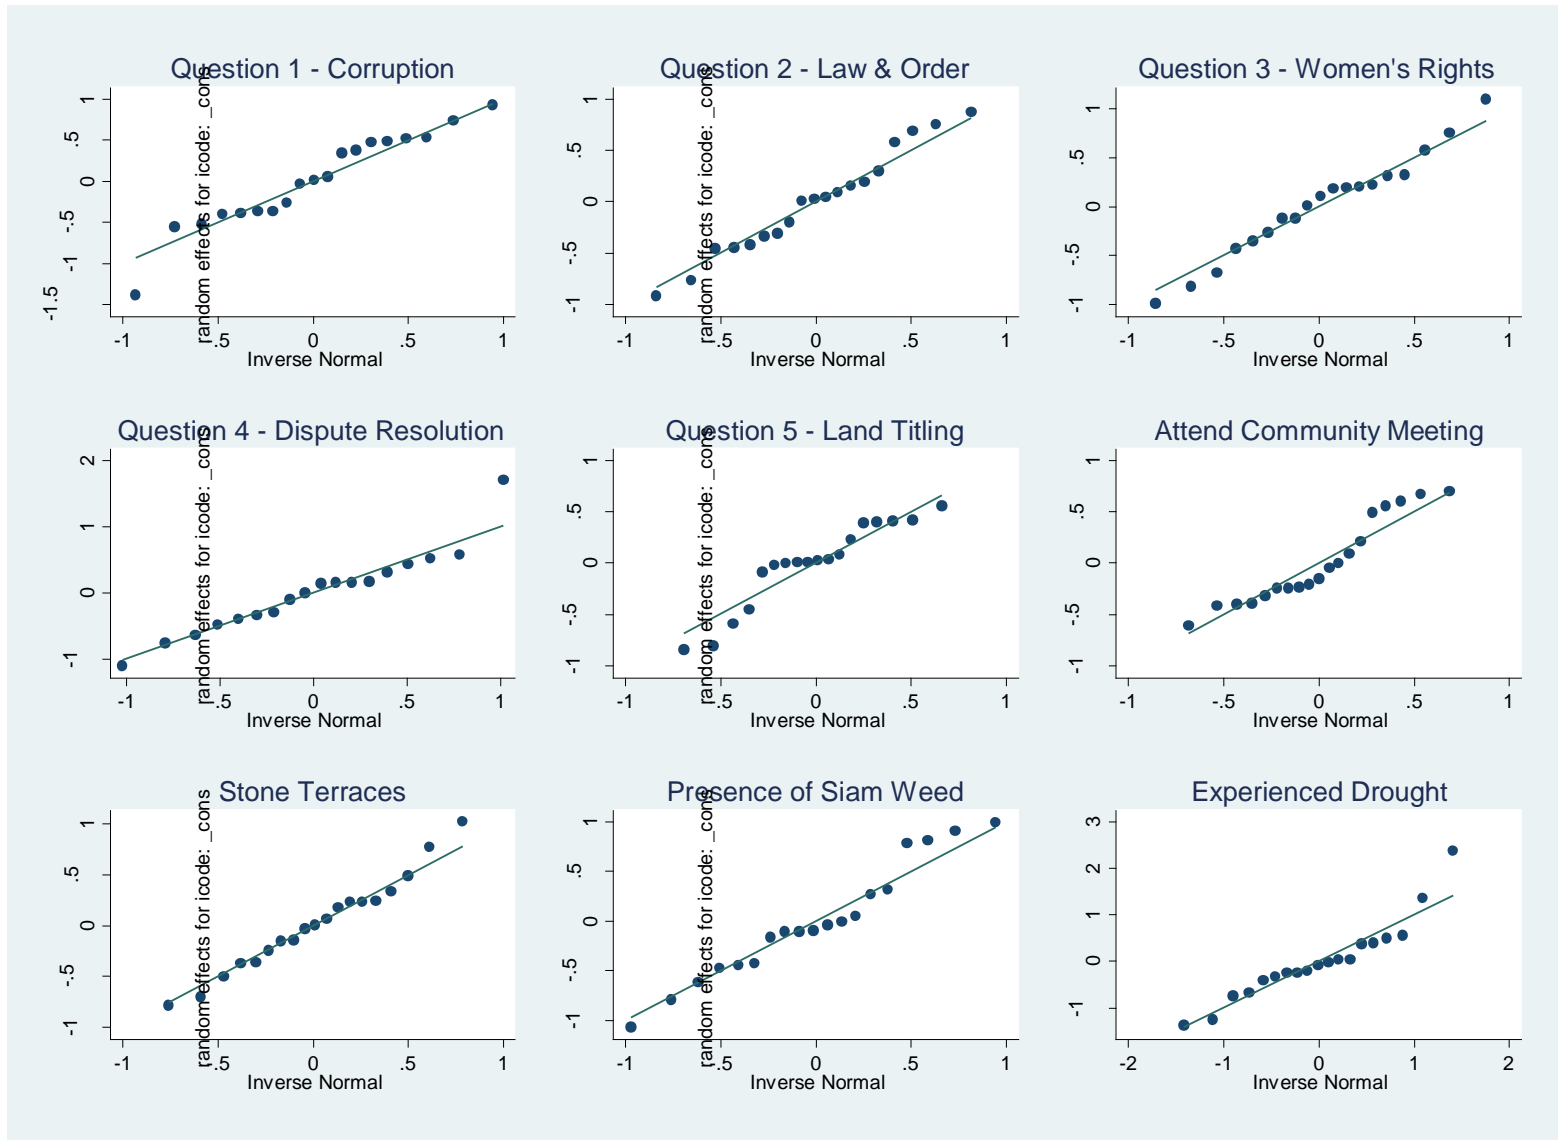 Question 1 - Corruption
random effects for icode: _cons
1
.5
0
-.5
-1
-1.5
-1 -.5 0 .5 1
Inverse Normal
Question 2 - Law & Order
random effects for icode: _cons
1
.5
0
-.5
-1
-1 -.5 0 .5 1
Inverse Normal
Question 3 - Women's Rights
random effects for icode: _cons
1
.5
0
-.5
-1
-1 -.5 0 .5 1
Inverse Normal
Question 4 - Dispute Resolution
2
1
0
-1
-1 -.5 0 .5 1
Inverse Normal
Question 5 - Land Titling
random effects for icode: _cons
1
.5
0
-.5
-1
-1 -.5 0 .5 1
Inverse Normal
Attend Community Meeting
random effects for icode: _cons
1
.5
0
-.5
-1
-1 -.5 0 .5 1
Inverse Normal
Stone Terraces
1
.5
0
-.5
-1
-1 -.5 0 .5 1
Inverse Normal
Presence of Siam Weed
random effects for icode: _cons
1
.5
0
-.5
-1
-1 -.5 0 .5 1
Inverse Normal
Experienced Drought
random effects for icode: _cons
3
2
1
0
-1
-2 -1 0 1 2
Inverse Normal